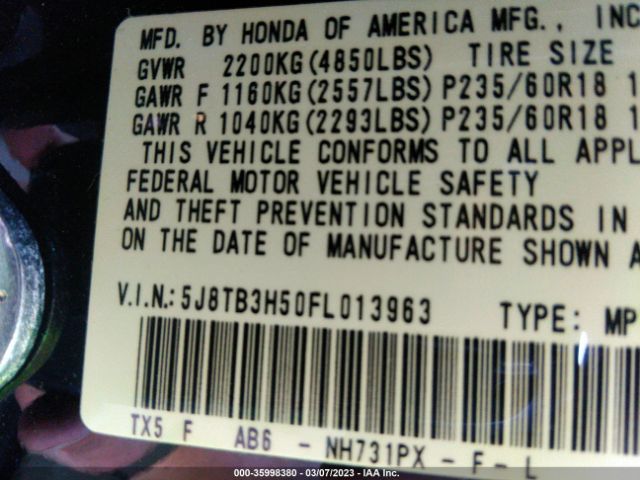 MFD. BY HONDA OF AMERICA MFG., INC
GVWR 2200KG(4850LBS) TIRE SIZE
GAWR F 1160KG(2557LBS) P235/60R18 1
GAWR R 1040KG(2293LBS) P235/60R18 1
THIS VEHICLE CONFORMS TO ALL APPL
FEDERAL MOTOR VEHICLE SAFETY
AND THEFT PREVENTION STANDARDS IN
ON THE DATE OF MANUFACTURE SHOWN A
V.I.N.: 5J8TB3H50FL013963 TYPE: MP
TX5 F AB6 - NH731PX - F - L
000-35998380 — 03/07/2023 — IAA Inc.